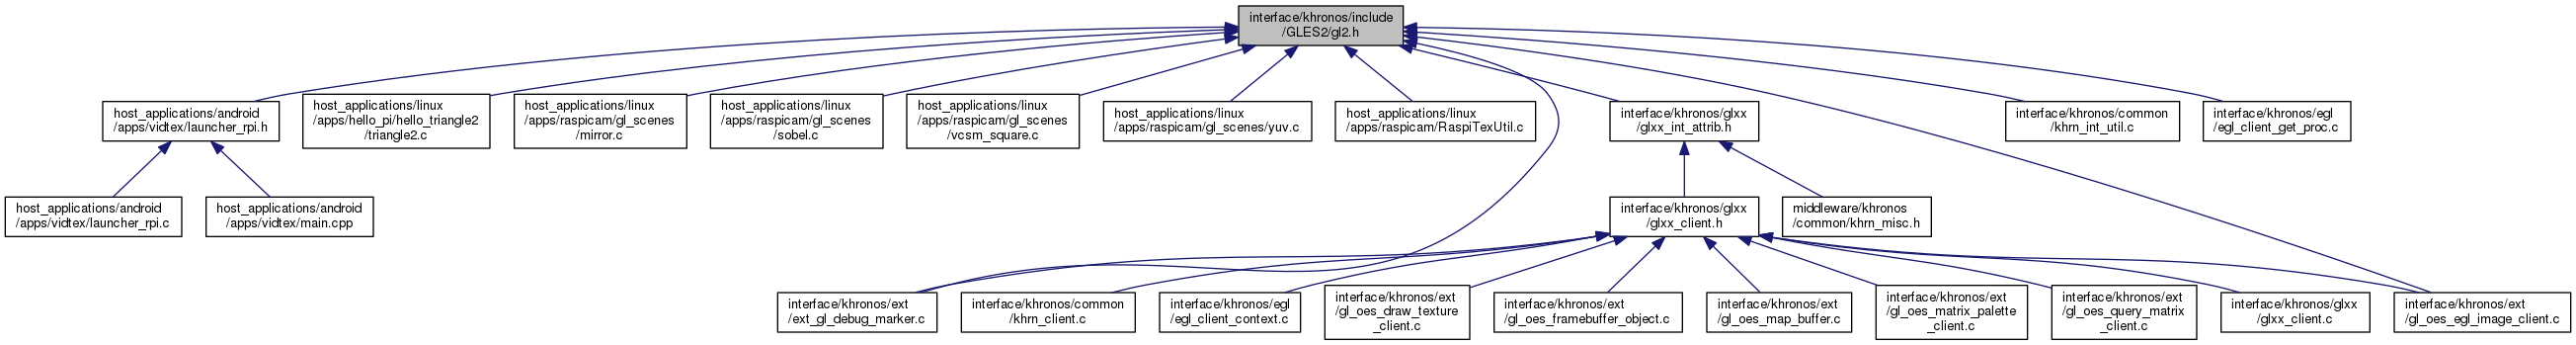 interface/khronos/include
/GLES2/gl2.h
host_applications/android
/apps/vidtex/launcher_rpi.h
host_applications/linux
/apps/hello_pi/hello_triangle2
/triangle2.c
host_applications/linux
/apps/raspicam/gl_scenes
/mirror.c
host_applications/linux
/apps/raspicam/gl_scenes
/sobel.c
host_applications/linux
/apps/raspicam/gl_scenes
/vcsm_square.c
host_applications/linux
/apps/raspicam/gl_scenes/yuv.c
host_applications/linux
/apps/raspicam/RaspiTexUtil.c
interface/khronos/glxx
/glxx_int_attrib.h
interface/khronos/common
/khrn_int_util.c
interface/khronos/egl
/egl_client_get_proc.c
host_applications/android
/apps/vidtex/launcher_rpi.c
host_applications/android
/apps/vidtex/main.cpp
interface/khronos/glxx
/glxx_client.h
middleware/khronos
/common/khrn_misc.h
interface/khronos/ext
/ext_gl_debug_marker.c
interface/khronos/common
/khrn_client.c
interface/khronos/egl
/egl_client_context.c
interface/khronos/ext
/gl_oes_draw_texture
_client.c
interface/khronos/ext
/gl_oes_framebuffer_object.c
interface/khronos/ext
/gl_oes_map_buffer.c
interface/khronos/ext
/gl_oes_matrix_palette
_client.c
interface/khronos/ext
/gl_oes_query_matrix
_client.c
interface/khronos/glxx
/glxx_client.c
interface/khronos/ext
/gl_oes_egl_image_client.c